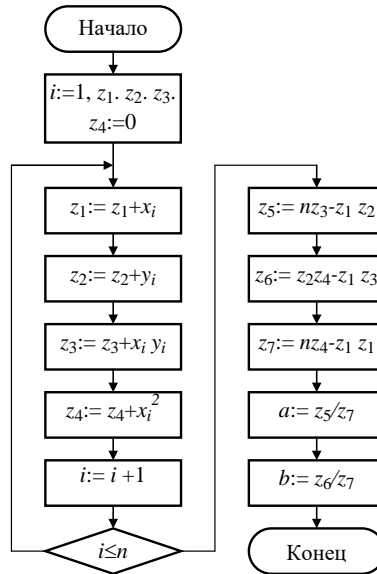 Начало
i:=1, z₁. z₂. z₃.
z₄:=0
z₁:= z₁+xᵢ
z₂:= z₂+yᵢ
z₃:= z₃+xᵢ yᵢ
z₄:= z₄+xᵢ²
i:= i +1
i≤n
z₅:= nz₃-z₁ z₂
z₆:= z₂z₄-z₁ z₃
z₇:= nz₄-z₁ z₁
a:= z₅/z₇
b:= z₆/z₇
Конец